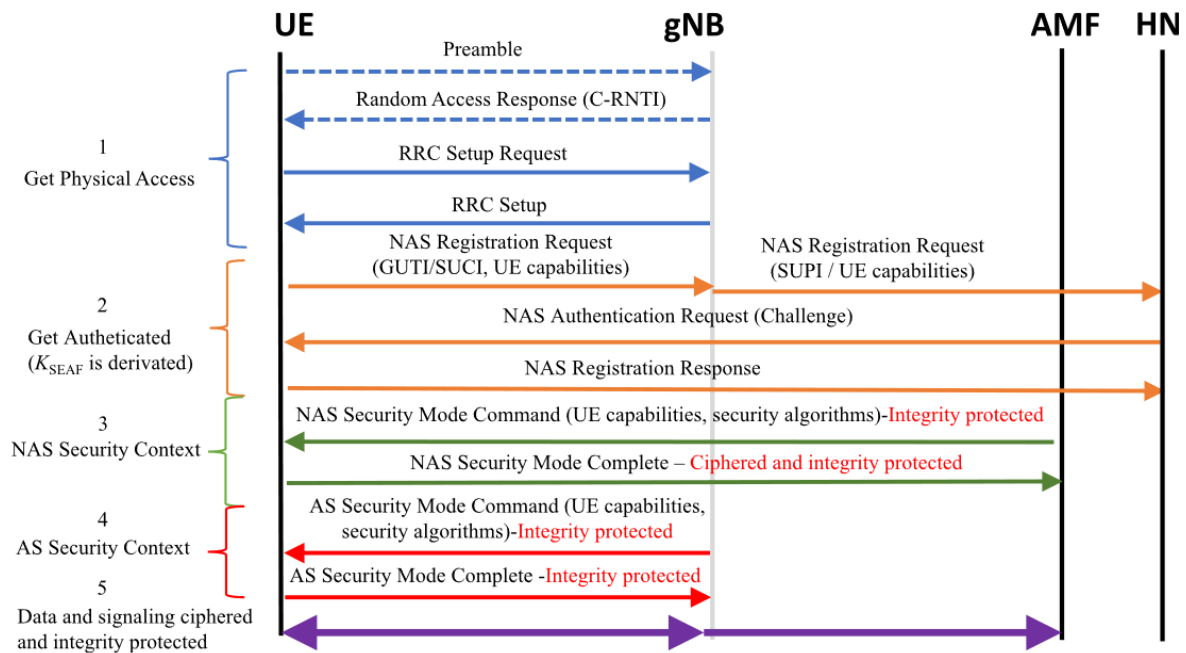 UE gNB AMF HN
Preamble
Random Access Response (C-RNTI)
1
Get Physical Access
RRC Setup Request
RRC Setup
NAS Registration Request
(GUTI/SUCI, UE capabilities)
NAS Registration Request
(SUPI / UE capabilities)
2
Get Autheticated
(KSEAF is derivated)
NAS Authentication Request (Challenge)
NAS Registration Response
3
NAS Security Context
NAS Security Mode Command (UE capabilities, security algorithms)-Integrity protected
NAS Security Mode Complete – Ciphered and integrity protected
4
AS Security Context
AS Security Mode Command (UE capabilities,
security algorithms)-Integrity protected
AS Security Mode Complete -Integrity protected
5
Data and signaling ciphered
and integrity protected